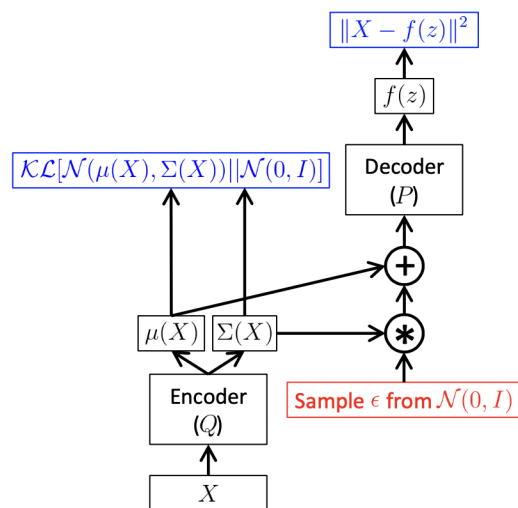 ‖X − f(z)‖²
f(z)
Decoder
(P)
𝒦ℒ[𝒩(μ(X), Σ(X))||𝒩(0, I)]
+
μ(X)
Σ(X)
*
Encoder
(Q)
Sample ϵ from 𝒩(0, I)
X